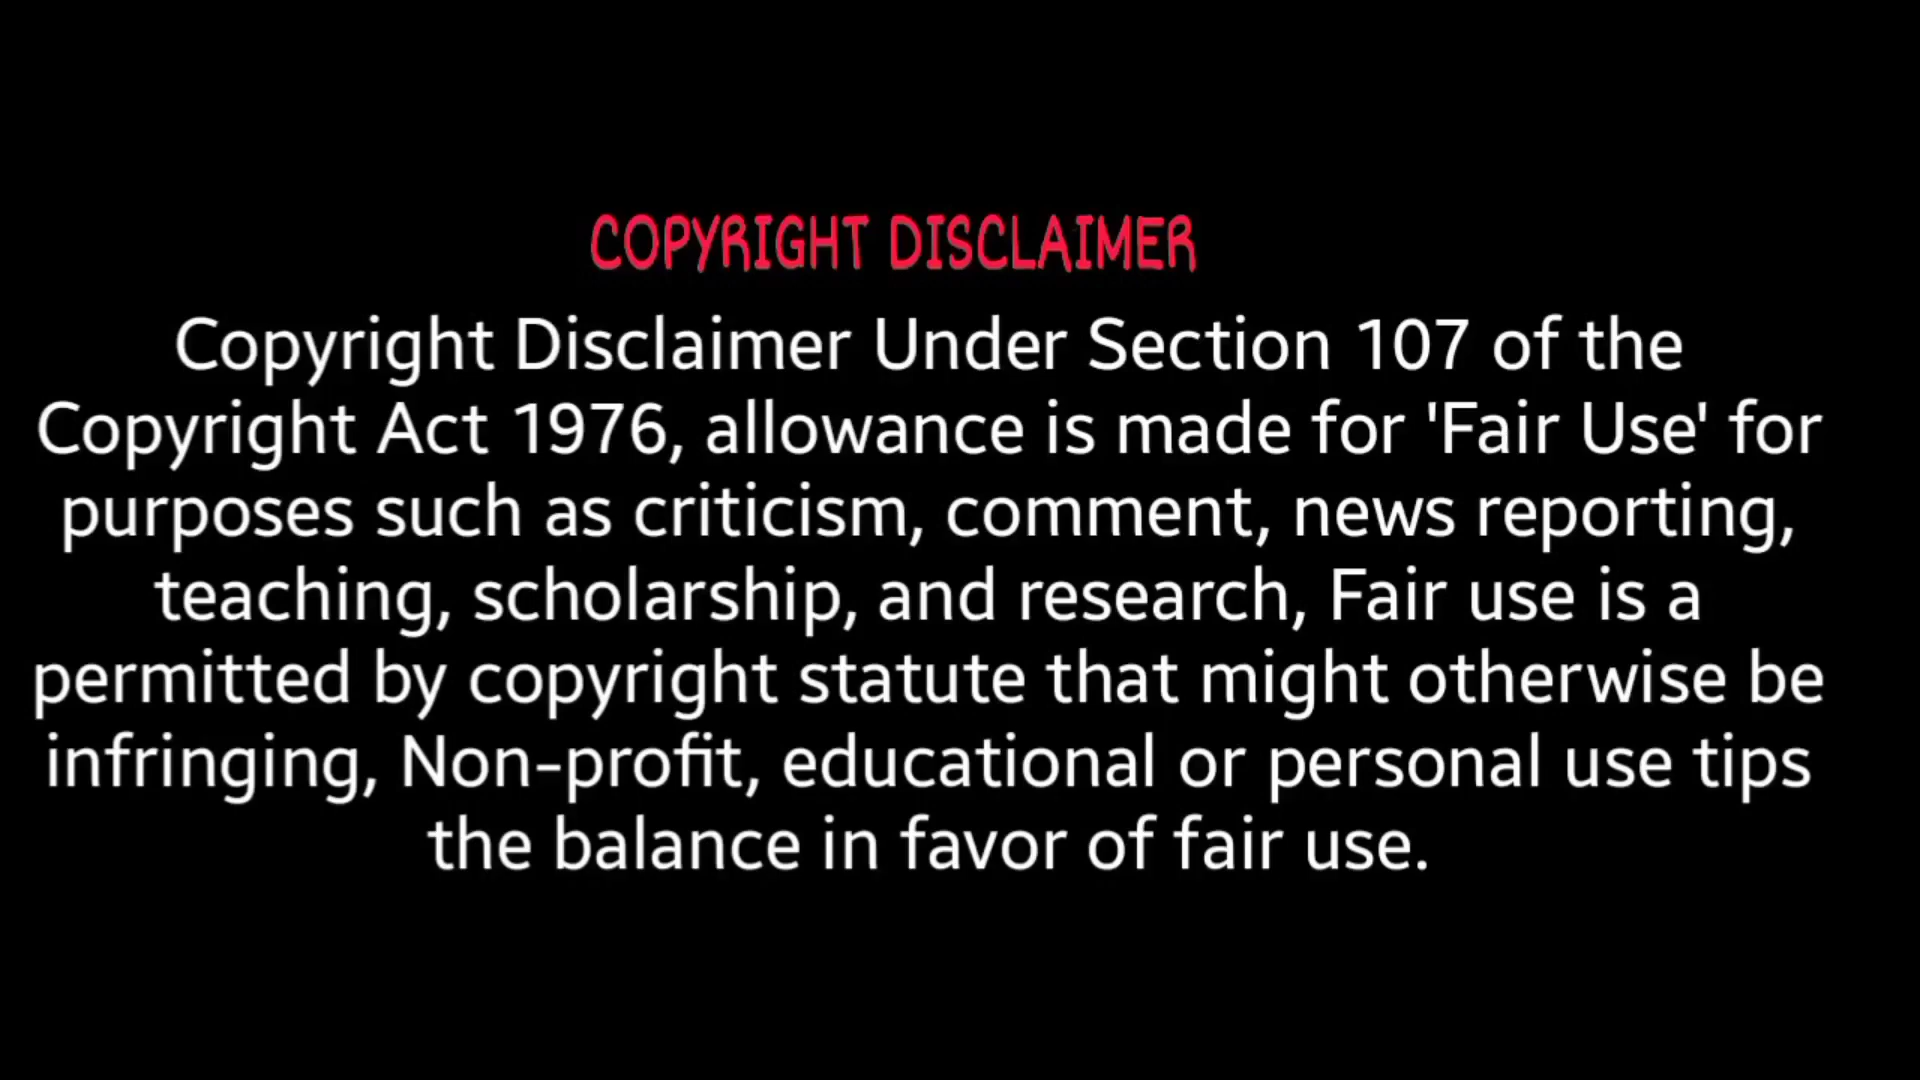 COPYRIGHT DISCLAIMER
Copyright Disclaimer Under Section 107 of the
Copyright Act 1976, allowance is made for 'Fair Use' for
purposes such as criticism, comment, news reporting,
teaching, scholarship, and research, Fair use is a
permitted by copyright statute that might otherwise be
infringing, Non-profit, educational or personal use tips
the balance in favor of fair use.